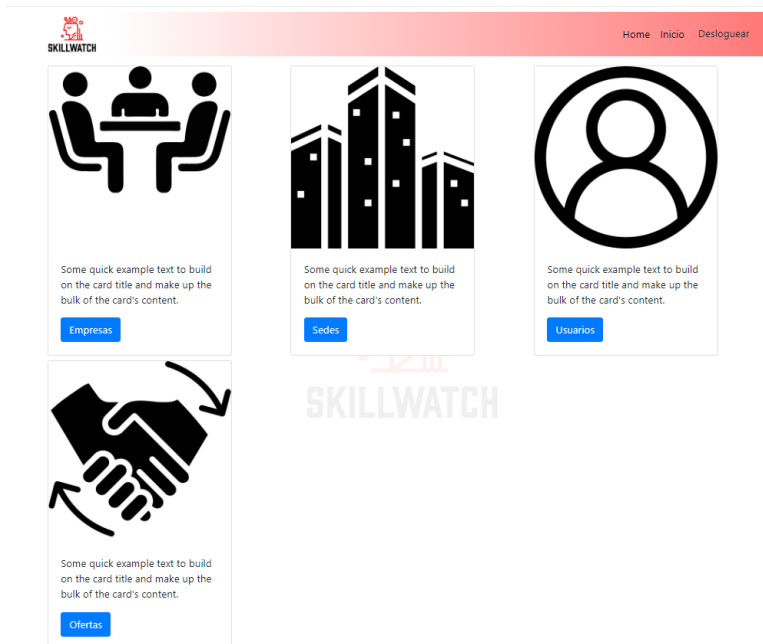 SKILLWATCH
Home Inicio Desloguear
Some quick example text to build
on the card title and make up the
bulk of the card's content.
Empresas
Some quick example text to build
on the card title and make up the
bulk of the card's content.
Sedes
Some quick example text to build
on the card title and make up the
bulk of the card's content.
Usuarios
SKILLWATCH
Some quick example text to build
on the card title and make up the
bulk of the card's content.
Ofertas